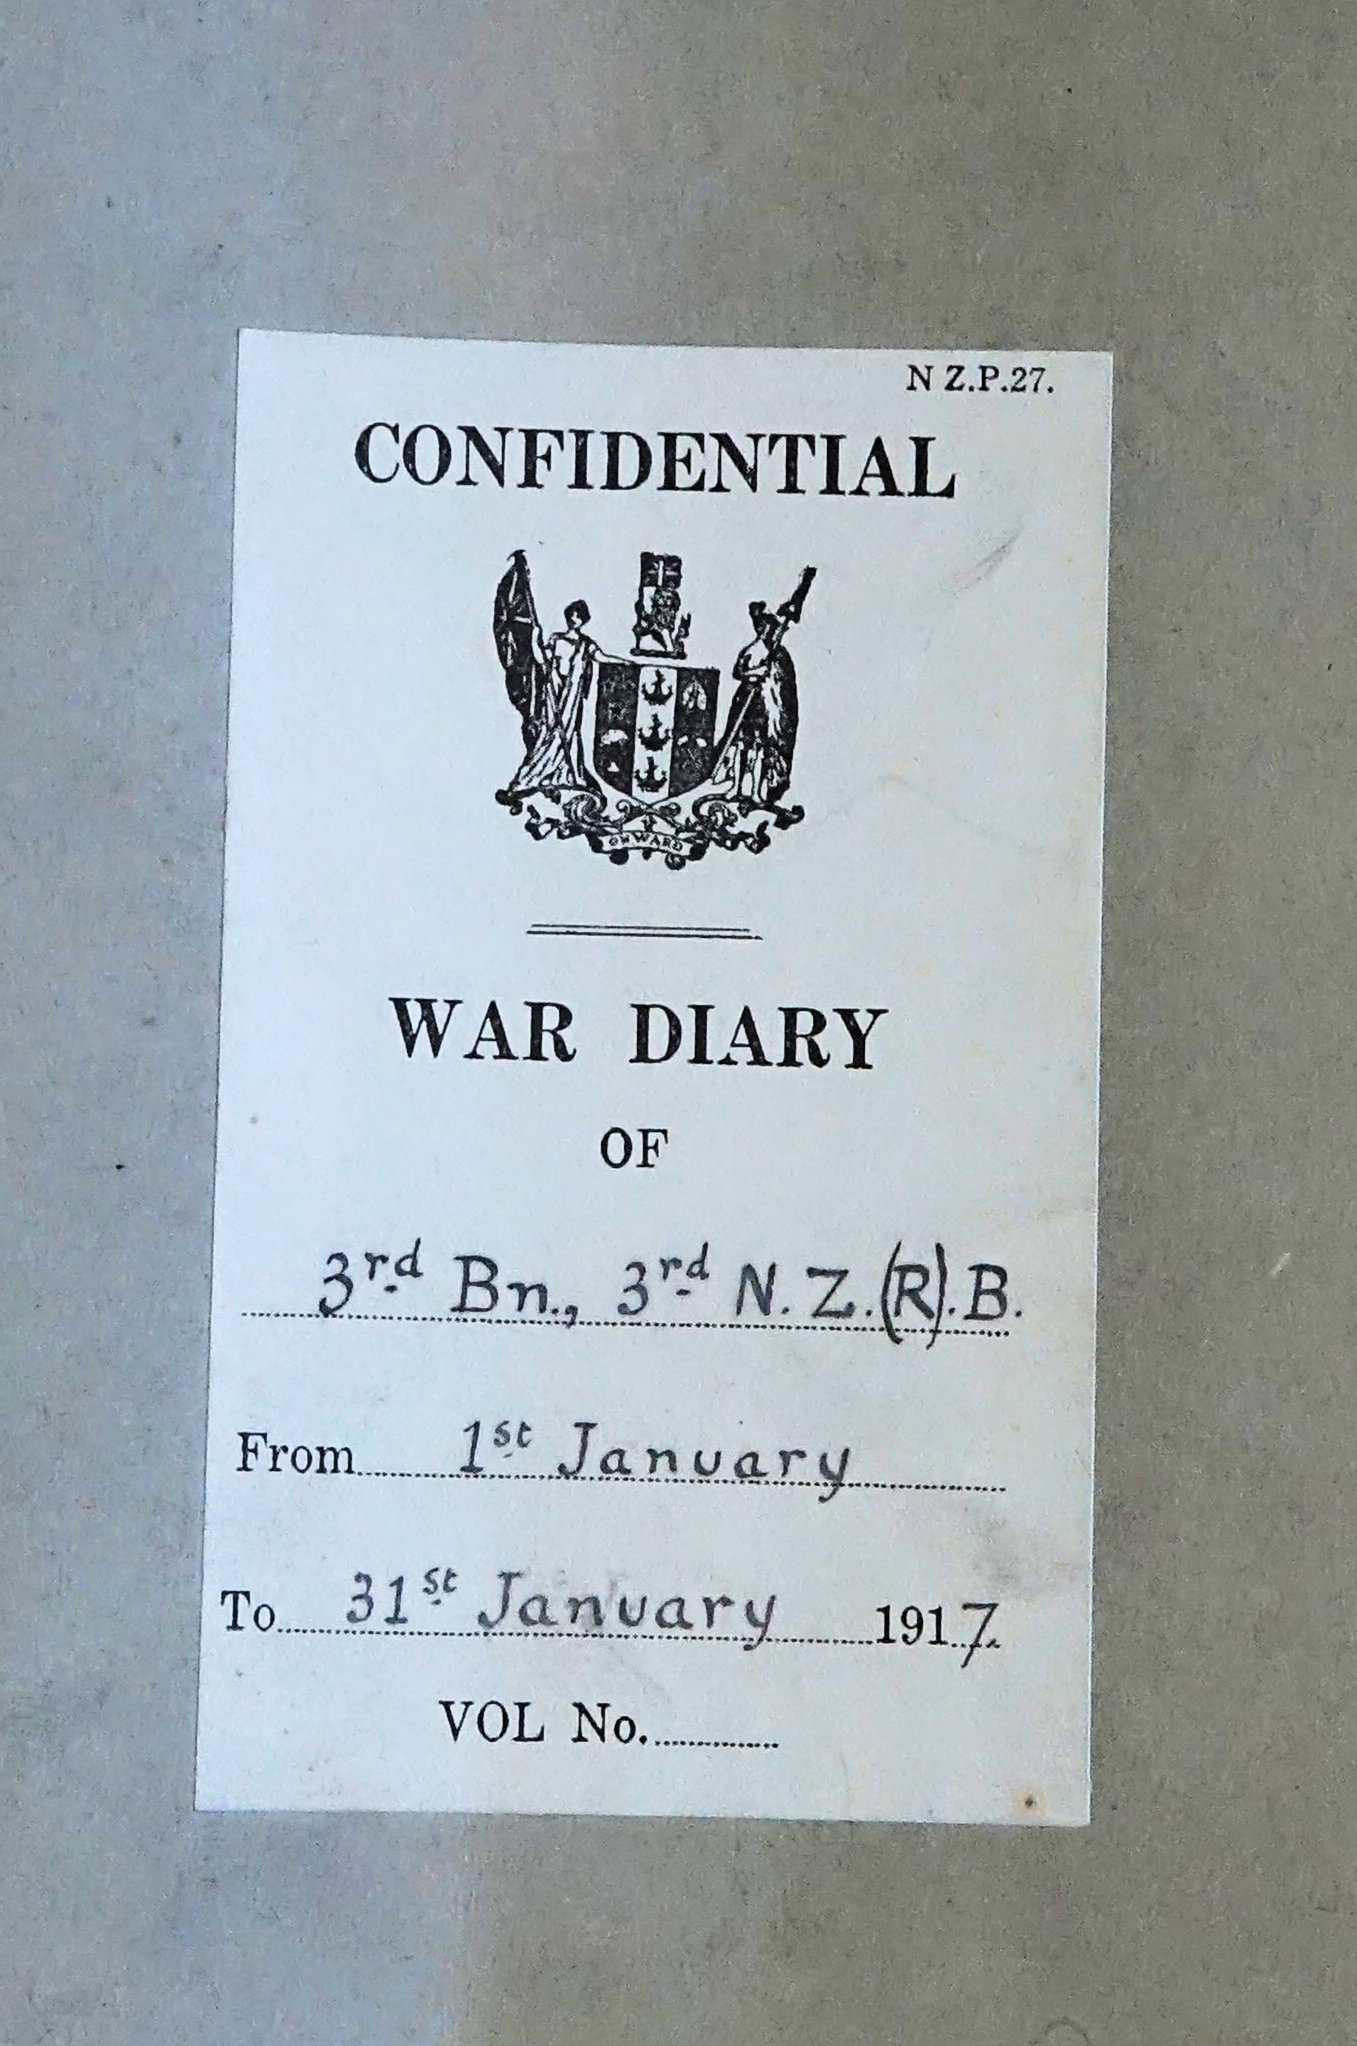 N Z.P.27.
CONFIDENTIAL
ONWARD
WAR DIARY
OF
3rd Bn., 3rd N.Z.(R).B.
From 1st January
To 31st January 1917.
VOL No.